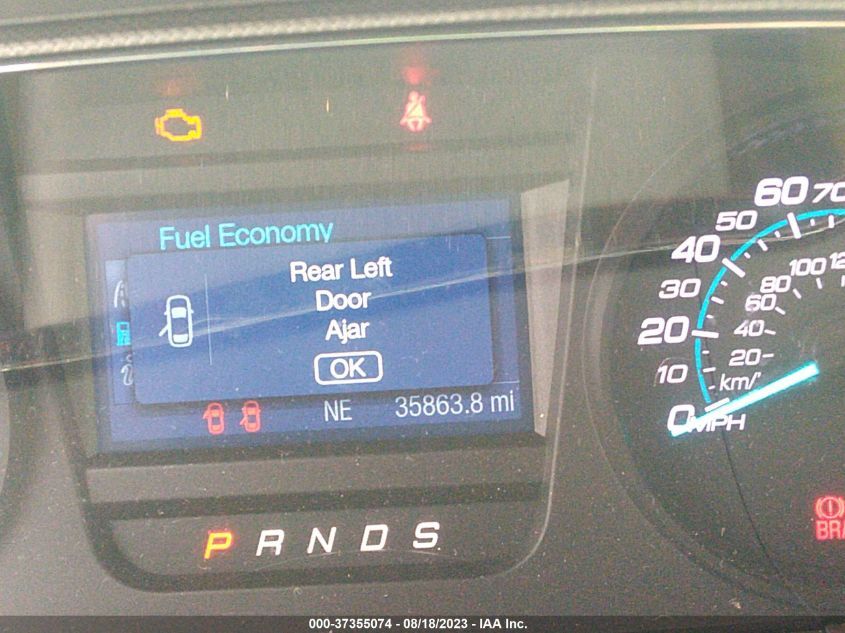 Fuel Economy
Rear Left
Door
Ajar
OK
NE 35863.8 mi
P R N D S
0 10 20 30 40 50 60 70
20 40 60 80 100
km/
MPH
BRA
000-37355074 - 08/18/2023 - IAA Inc.